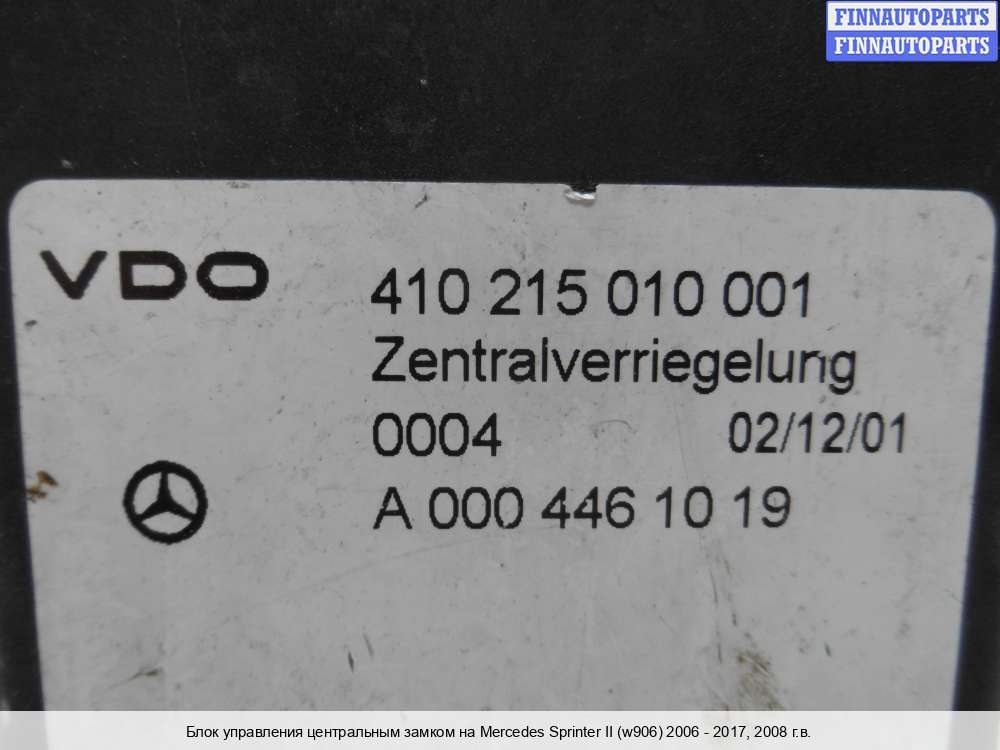 FINNAUTOPARTS
FINNAUTOPARTS
VDO
410 215 010 001
Zentralverriegelung
0004 02/12/01
A 000 446 10 19
Блок управления центральным замком на Mercedes Sprinter II (w906) 2006 - 2017, 2008 г.в.